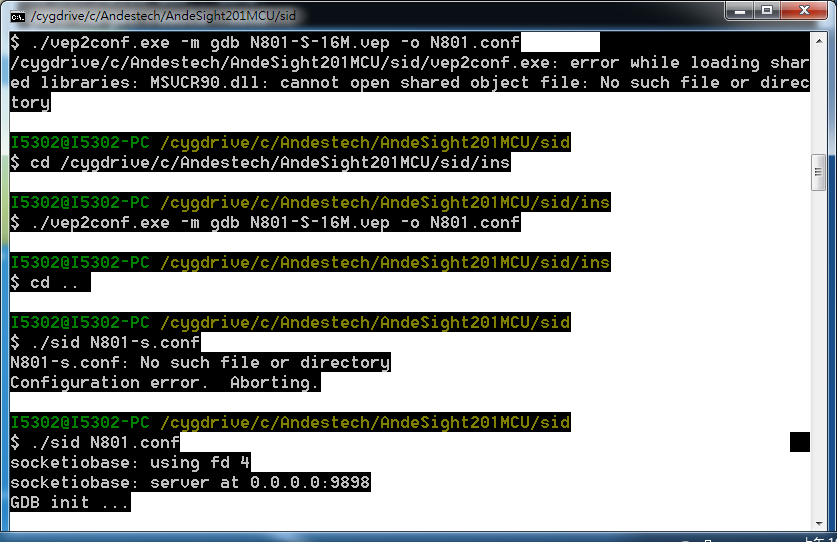 /cygdrive/c/Andestech/AndeSight201MCU/sid
$ ./vep2conf.exe -m gdb N801-S-16M.vep -o N801.conf
/cygdrive/c/Andestech/AndeSight201MCU/sid/vep2conf.exe: error while loading shar
ed libraries: MSVCR90.dll: cannot open shared object file: No such file or direc
tory
I5302@I5302-PC /cygdrive/c/Andestech/AndeSight201MCU/sid
$ cd /cygdrive/c/Andestech/AndeSight201MCU/sid/ins
I5302@I5302-PC /cygdrive/c/Andestech/AndeSight201MCU/sid/ins
$ ./vep2conf.exe -m gdb N801-S-16M.vep -o N801.conf
I5302@I5302-PC /cygdrive/c/Andestech/AndeSight201MCU/sid/ins
$ cd ..
I5302@I5302-PC /cygdrive/c/Andestech/AndeSight201MCU/sid
$ ./sid N801-s.conf
N801-s.conf: No such file or directory
Configuration error.  Aborting.
I5302@I5302-PC /cygdrive/c/Andestech/AndeSight201MCU/sid
$ ./sid N801.conf
socketiobase: using fd 4
socketiobase: server at 0.0.0.0:9898
GDB init ...